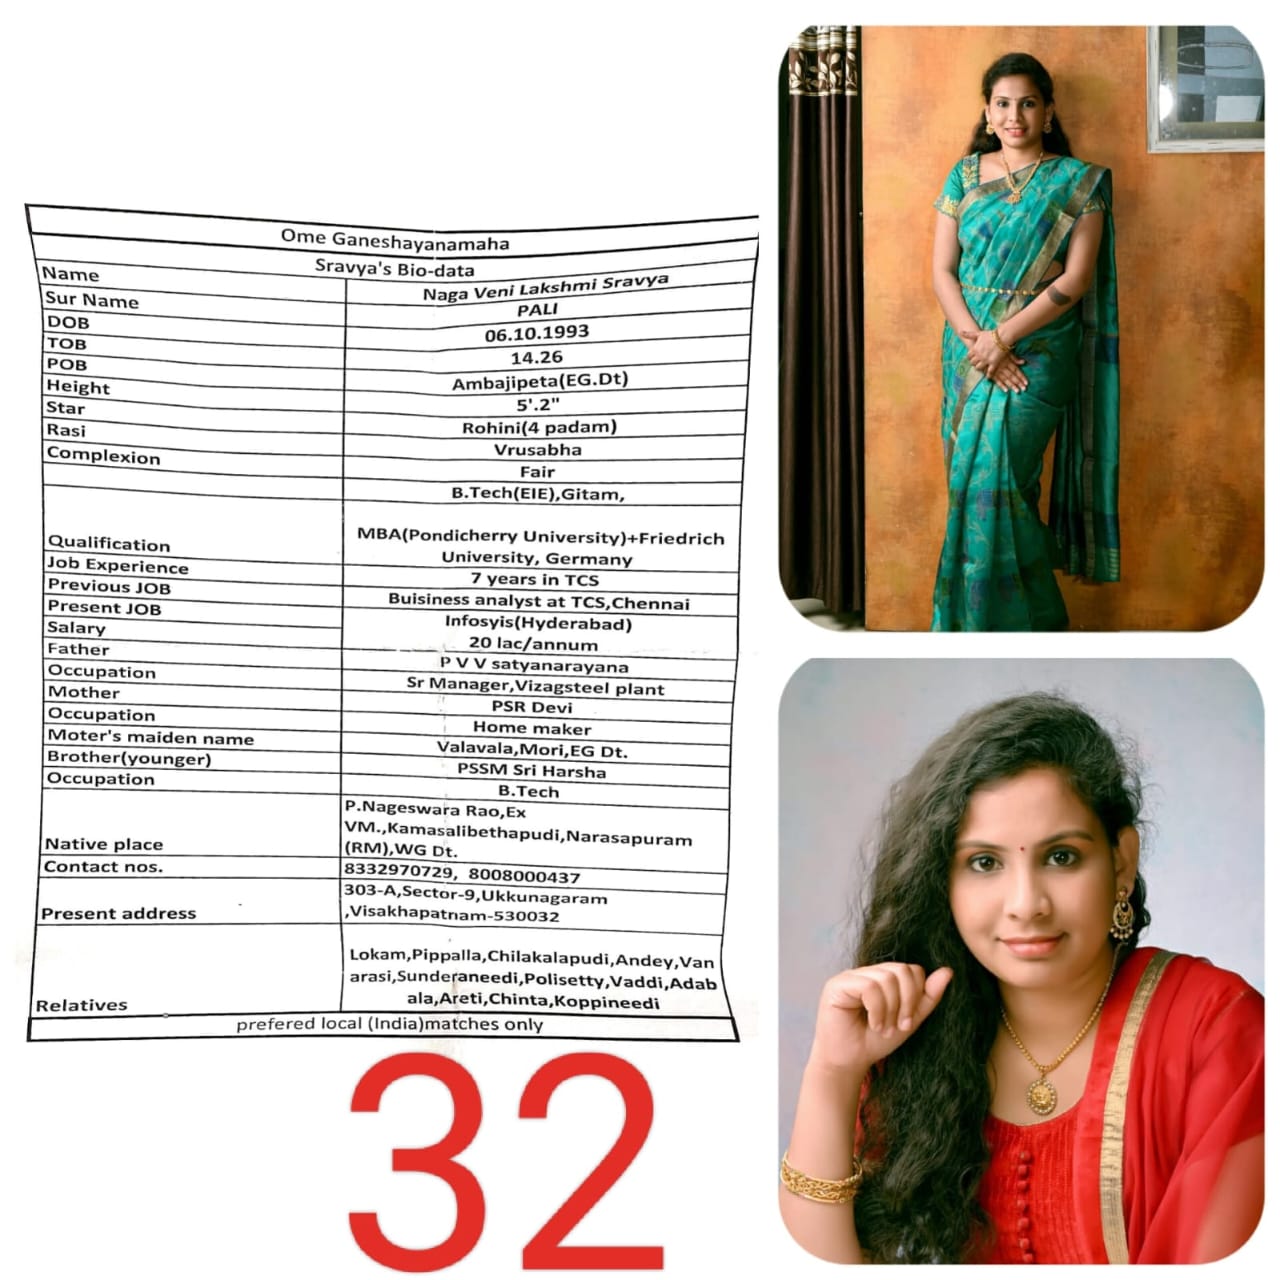 Ome Ganeshayanamaha
Sravya's Bio-data
Name Naga Veni Lakshmi Sravya
Sur Name PALI
DOB 06.10.1993
TOB 14.26
POB Ambajipeta(EG.Dt)
Height 5'.2"
Star Rohini(4 padam)
Rasi Vrusabha
Complexion Fair
B.Tech(EIE),Gitam,
MBA(Pondicherry University)+Friedrich
Qualification University, Germany
Job Experience 7 years in TCS
Previous JOB Buisiness analyst at TCS,Chennai
Present JOB Infosyis(Hyderabad)
Salary 20 lac/annum
Father P V V satyanarayana
Occupation Sr Manager,Vizagsteel plant
Mother PSR Devi
Occupation Home maker
Moter's maiden name Valavala,Mori,EG Dt.
Brother(younger) PSSM Sri Harsha
Occupation B.Tech
P.Nageswara Rao,Ex
VM.,Kamasalibethapudi,Narasapuram
Native place (RM),WG Dt.
Contact nos. 8332970729, 8008000437
303-A,Sector-9,Ukkunagaram
Present address ,Visakhapatnam-530032
Lokam,Pippalla,Chilakalapudi,Andey,Van
arasi,Sunderaneedi,Polisetty,Vaddi,Adab
Relatives ala,Areti,Chinta,Koppineedi
prefered local (India)matches only
32